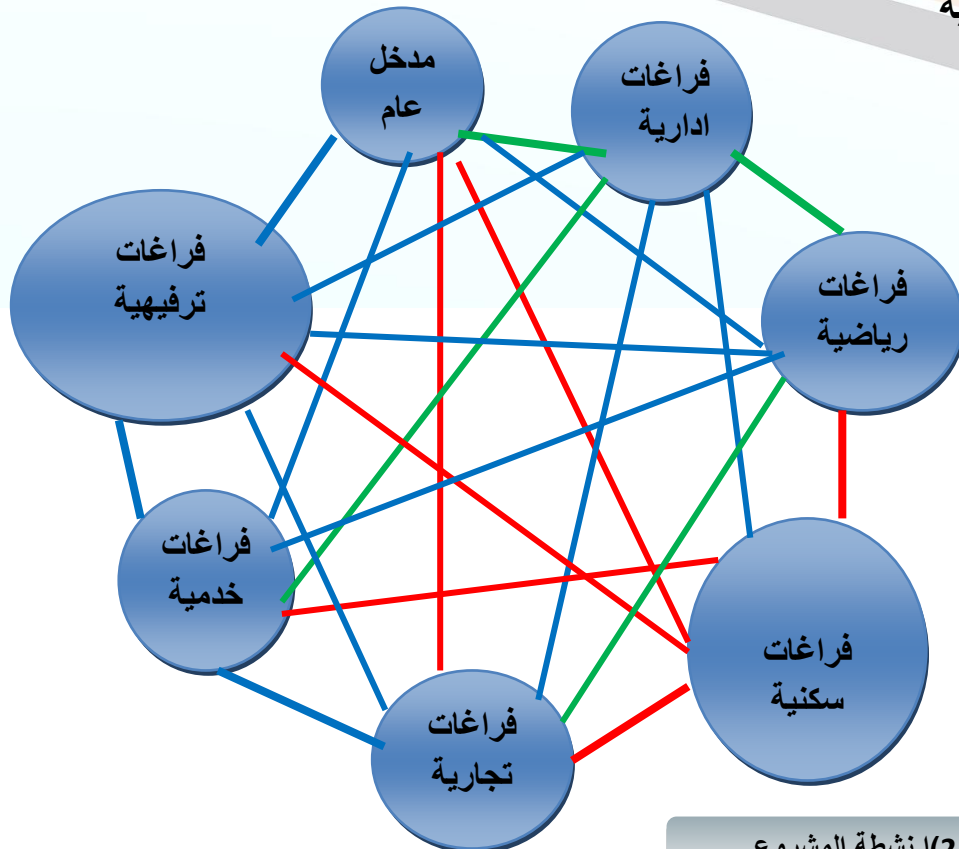 مدخل
عام
فراغات
ادارية
فراغات
ترفيهية
فراغات
رياضية
فراغات
خدمية
فراغات
سكنية
فراغات
تجارية